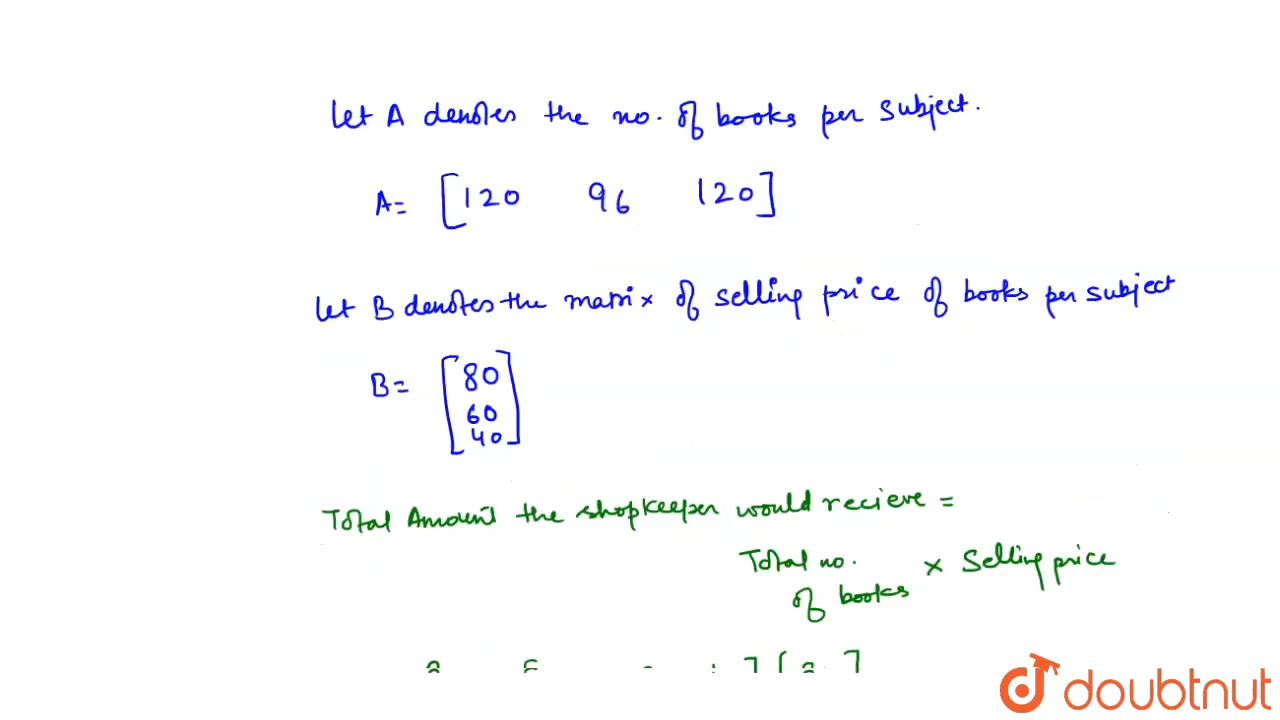 Let A denotes the no. of books per subject.
A= [120 96 120]
Let B denotes the matrix of selling price of books per subject
B= [80
60
40]
Total Amount the shopkeeper would recieve =
Total no. × Selling price
of books
doubtnut